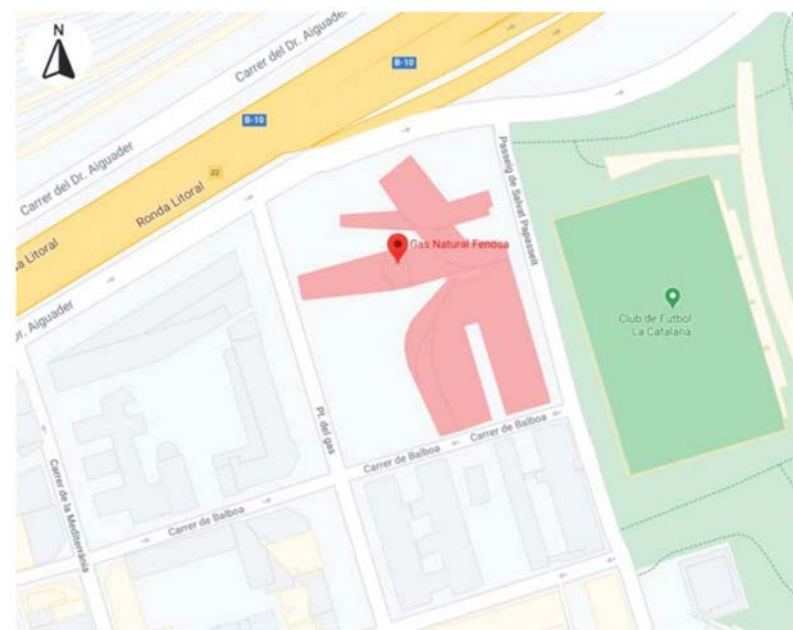 N
Carrer del Dr. Aiguader
B-10
B-10
Carrer del Dr. Aiguader
22
Ronda Litoral
Passeig de Salvat Papasseit
a Litoral
Gas Natural Fenosa
Dr. Aiguader
Club de Futbol
La Catalana
Pl. del gas
Carrer de Balboa
Carrer de Balboa
Carrer de la Mediterrània
Carrer de Balboa